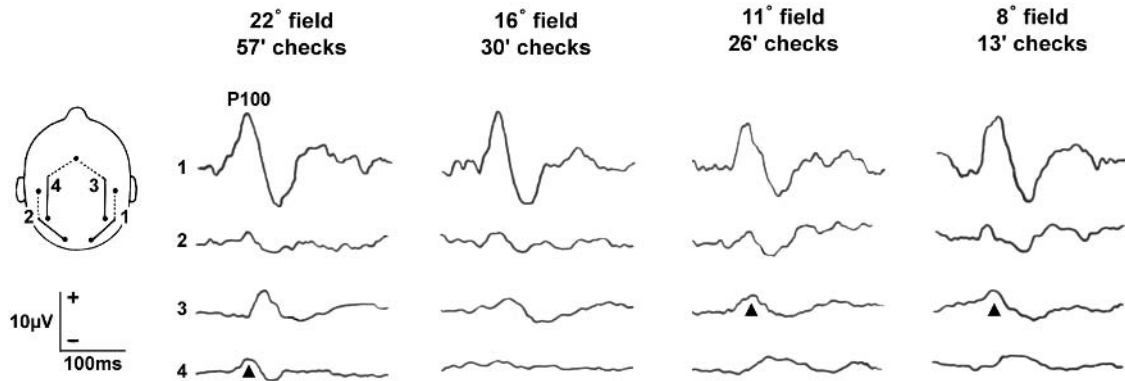 22° field
57' checks
16° field
30' checks
11° field
26' checks
8° field
13' checks
P100
1
4
3
2
1
2
3
4
+
10μV
−
100ms